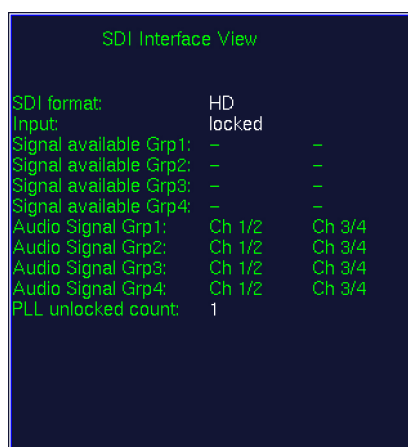 SDI Interface View
SDI format: HD
Input: locked
Signal available Grp1: – –
Signal available Grp2: – –
Signal available Grp3: – –
Signal available Grp4: – –
Audio Signal Grp1: Ch 1/2 Ch 3/4
Audio Signal Grp2: Ch 1/2 Ch 3/4
Audio Signal Grp3: Ch 1/2 Ch 3/4
Audio Signal Grp4: Ch 1/2 Ch 3/4
PLL unlocked count: 1